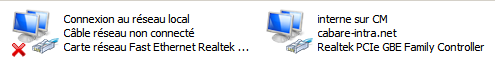 Connexion au réseau local
Câble réseau non connecté
Carte réseau Fast Ethernet Realtek ...
interne sur CM
cabare-intra.net
Realtek PCIe GBE Family Controller